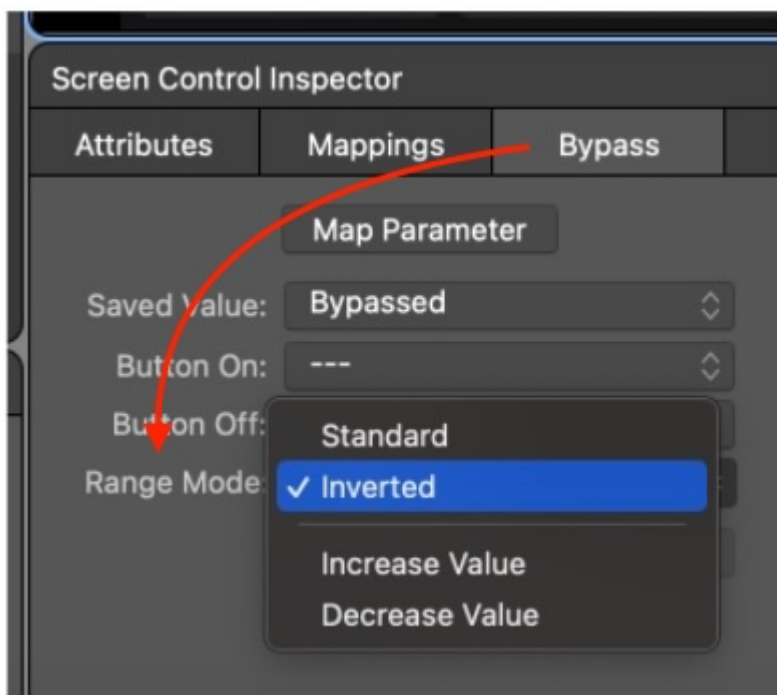 Screen Control Inspector
Attributes Mappings Bypass
Map Parameter
Saved Value: Bypassed
Button On: ---
Button Off:
Standard
Range Mode: ✓ Inverted
Increase Value
Decrease Value